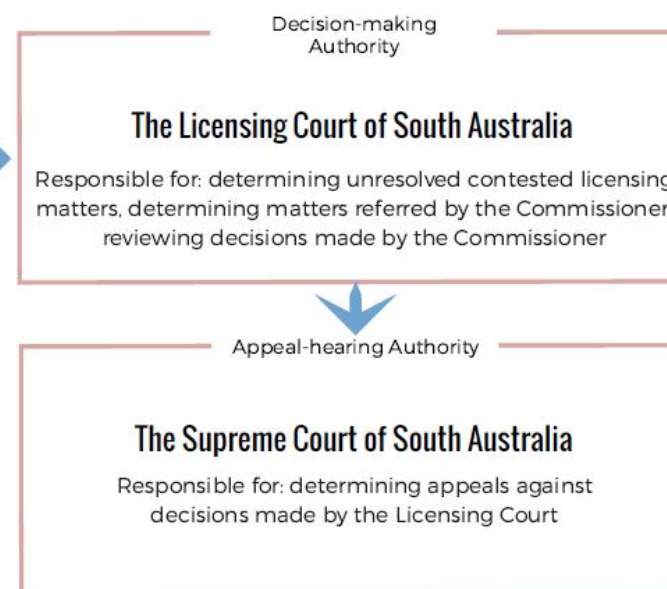 Decision-making
Authority
The Licensing Court of South Australia
Responsible for: determining unresolved contested licensing
matters, determining matters referred by the Commissioner
reviewing decisions made by the Commissioner
Appeal-hearing Authority
The Supreme Court of South Australia
Responsible for: determining appeals against
decisions made by the Licensing Court